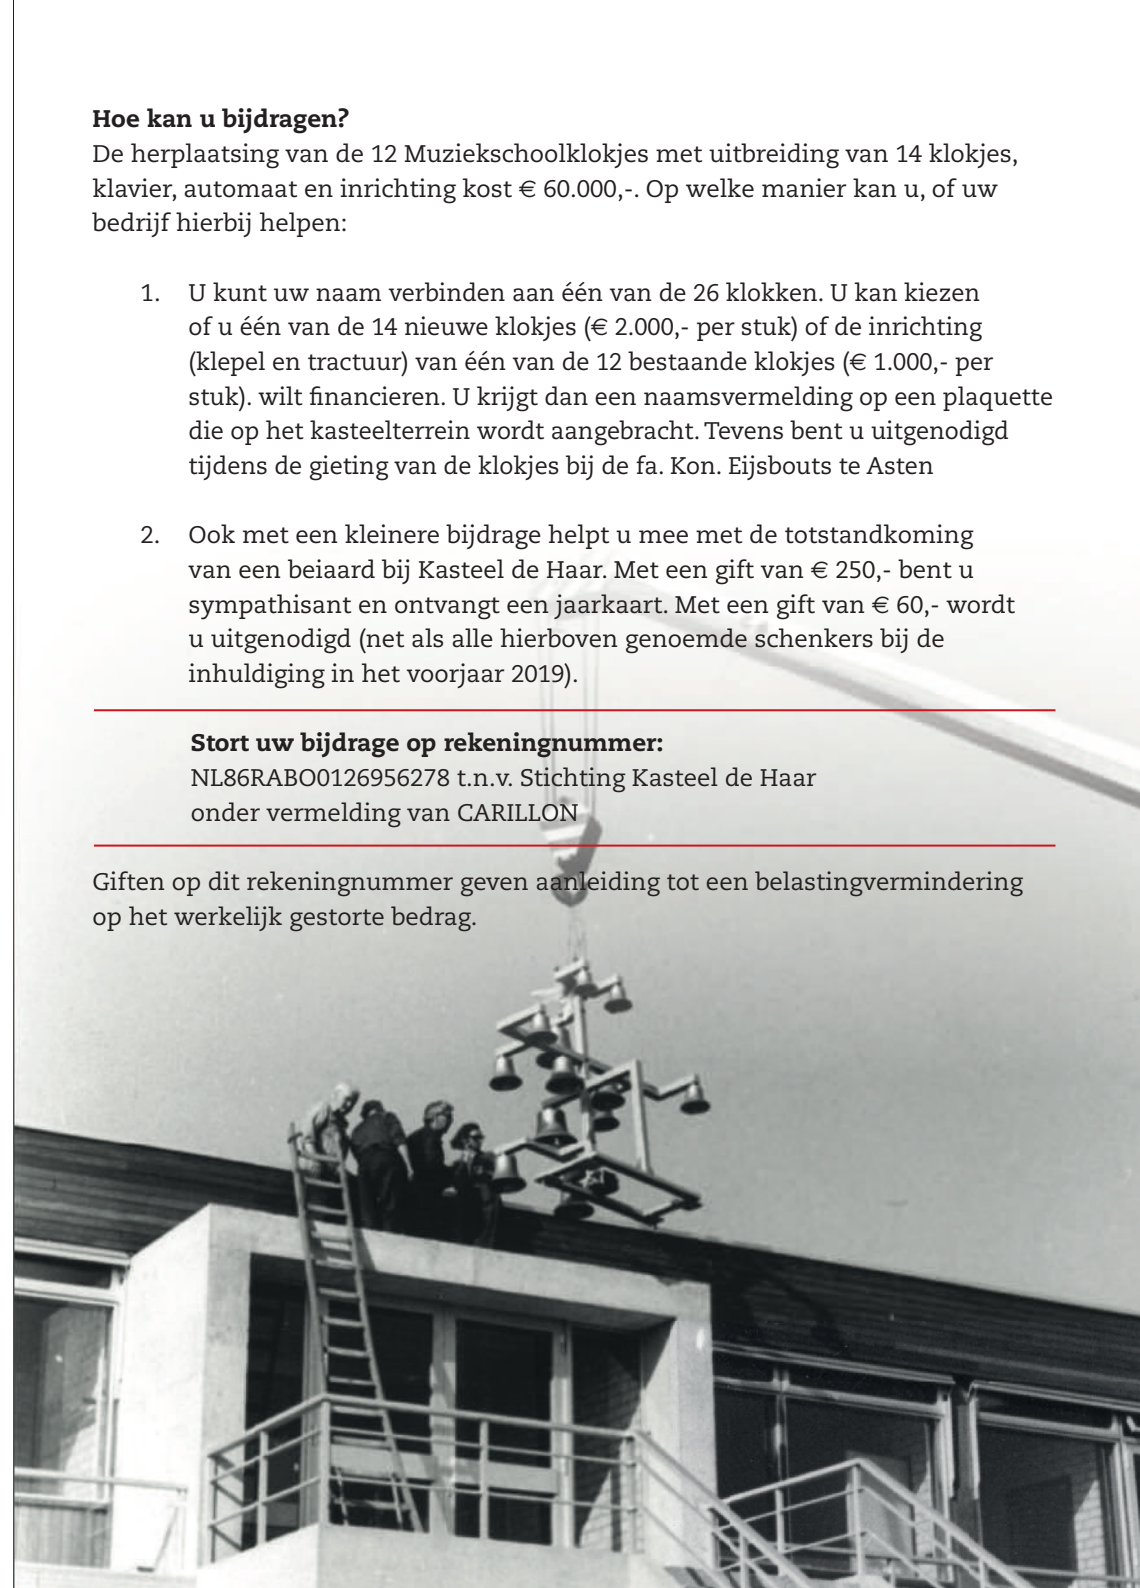 Hoe kan u bijdragen?
De herplaatsing van de 12 Muziekschoolklokjes met uitbreiding van 14 klokjes,
klavier, automaat en inrichting kost € 60.000,-. Op welke manier kan u, of uw
bedrijf hierbij helpen:
1. U kunt uw naam verbinden aan één van de 26 klokken. U kan kiezen
of u één van de 14 nieuwe klokjes (€ 2.000,- per stuk) of de inrichting
(klepel en tractuur) van één van de 12 bestaande klokjes (€ 1.000,- per
stuk). wilt financieren. U krijgt dan een naamsvermelding op een plaquette
die op het kasteelterrein wordt aangebracht. Tevens bent u uitgenodigd
tijdens de gieting van de klokjes bij de fa. Kon. Eijsbouts te Asten
2. Ook met een kleinere bijdrage helpt u mee met de totstandkoming
van een beiaard bij Kasteel de Haar. Met een gift van € 250,- bent u
sympathisant en ontvangt een jaarkaart. Met een gift van € 60,- wordt
u uitgenodigd (net als alle hierboven genoemde schenkers bij de
inhuldiging in het voorjaar 2019).
Stort uw bijdrage op rekeningnummer:
NL86RABO0126956278 t.n.v. Stichting Kasteel de Haar
onder vermelding van CARILLON
Giften op dit rekeningnummer geven aanleiding tot een belastingvermindering
op het werkelijk gestorte bedrag.